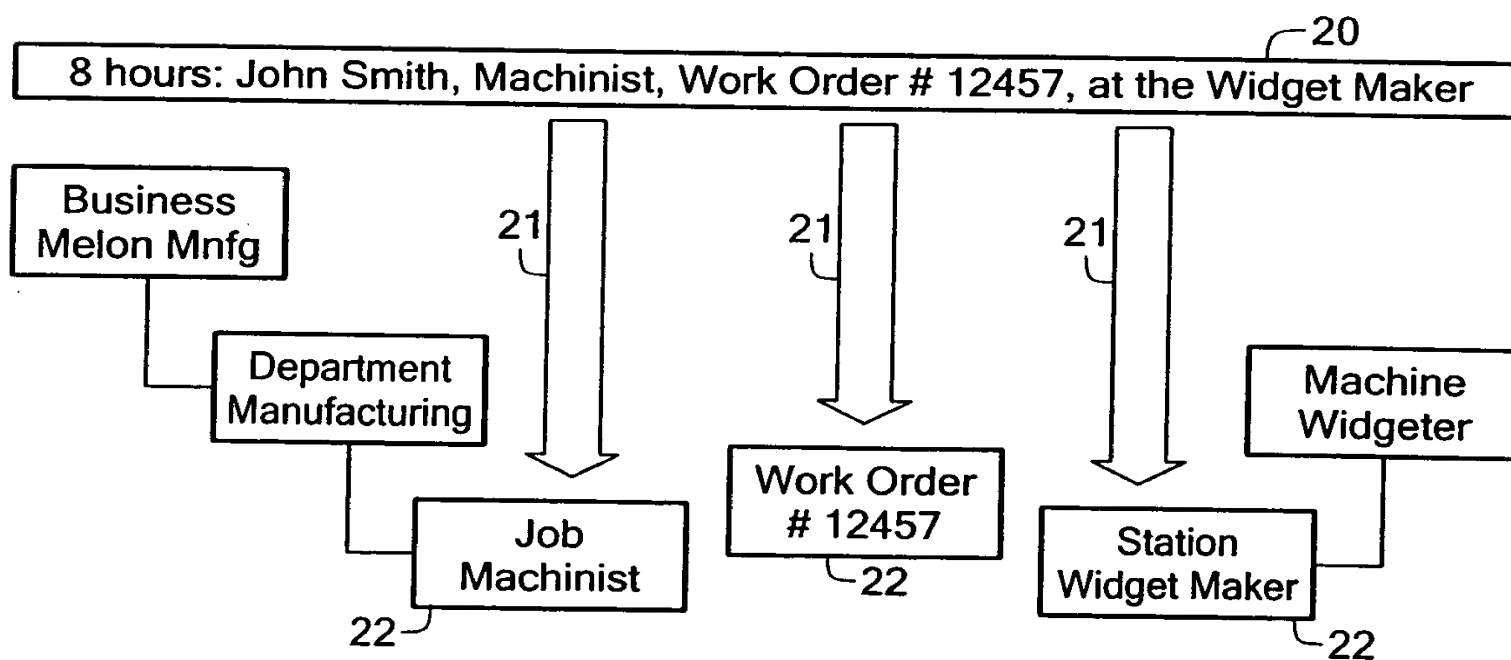 20
8 hours: John Smith, Machinist, Work Order # 12457, at the Widget Maker
Business
Melon Mnfg
21
21
21
Department
Manufacturing
Machine
Widgeter
Work Order
# 12457
Job
Machinist
Station
Widget Maker
22
22
22